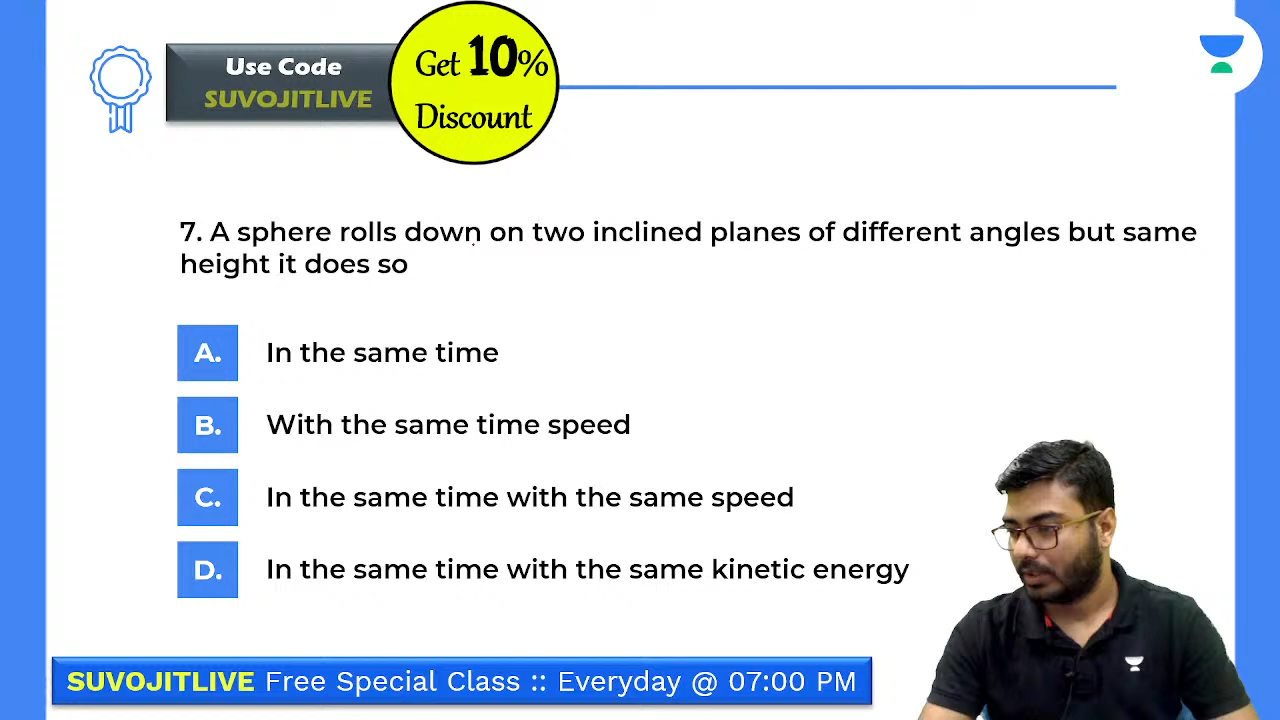 Use Code
SUVOJITLIVE
Get 10%
Discount
7. A sphere rolls down on two inclined planes of different angles but same
height it does so
A. In the same time
B. With the same time speed
C. In the same time with the same speed
D. In the same time with the same kinetic energy
SUVOJITLIVE Free Special Class :: Everyday @ 07:00 PM